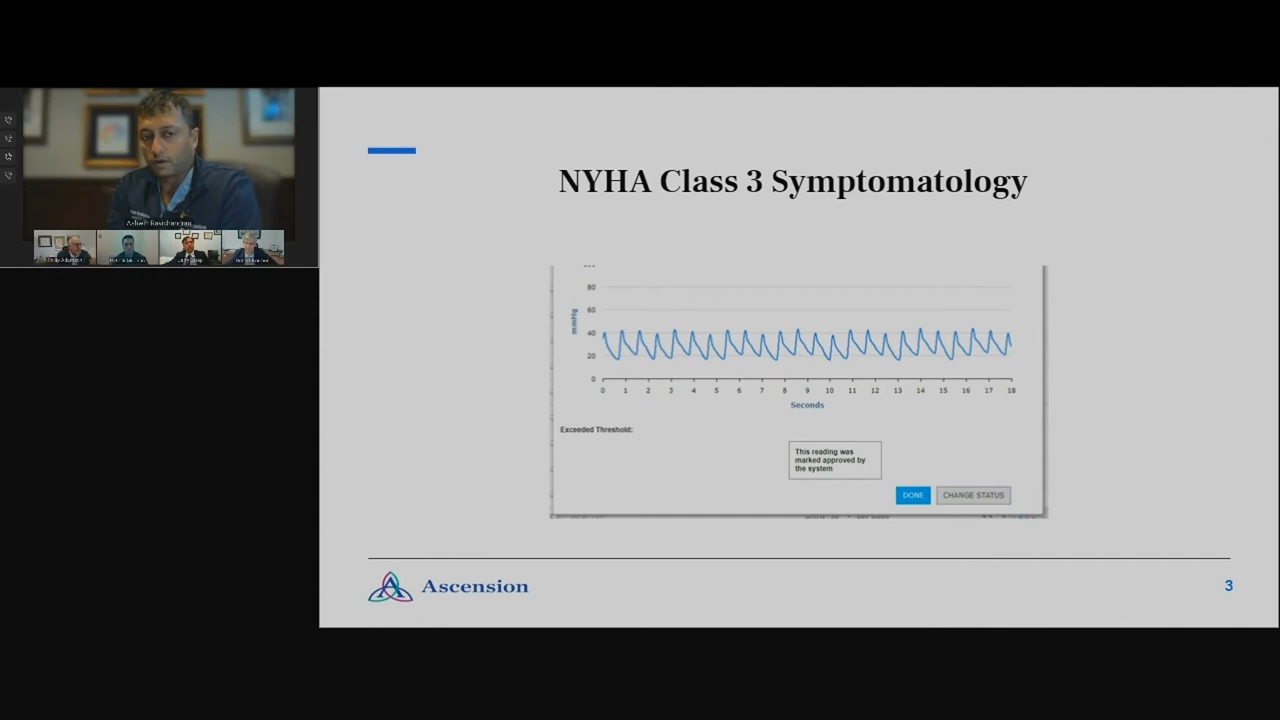 Ashwin Ravichandran
NYHA Class 3 Symptomatology
80
60
40
20
0
mmHg
0 1 2 3 4 5 6 7 8 9 10 11 12 13 14 15 16 17 18
Seconds
Exceeded Threshold:
This reading was
marked approved by
the system
DONE
CHANGE STATUS
Ascension
3